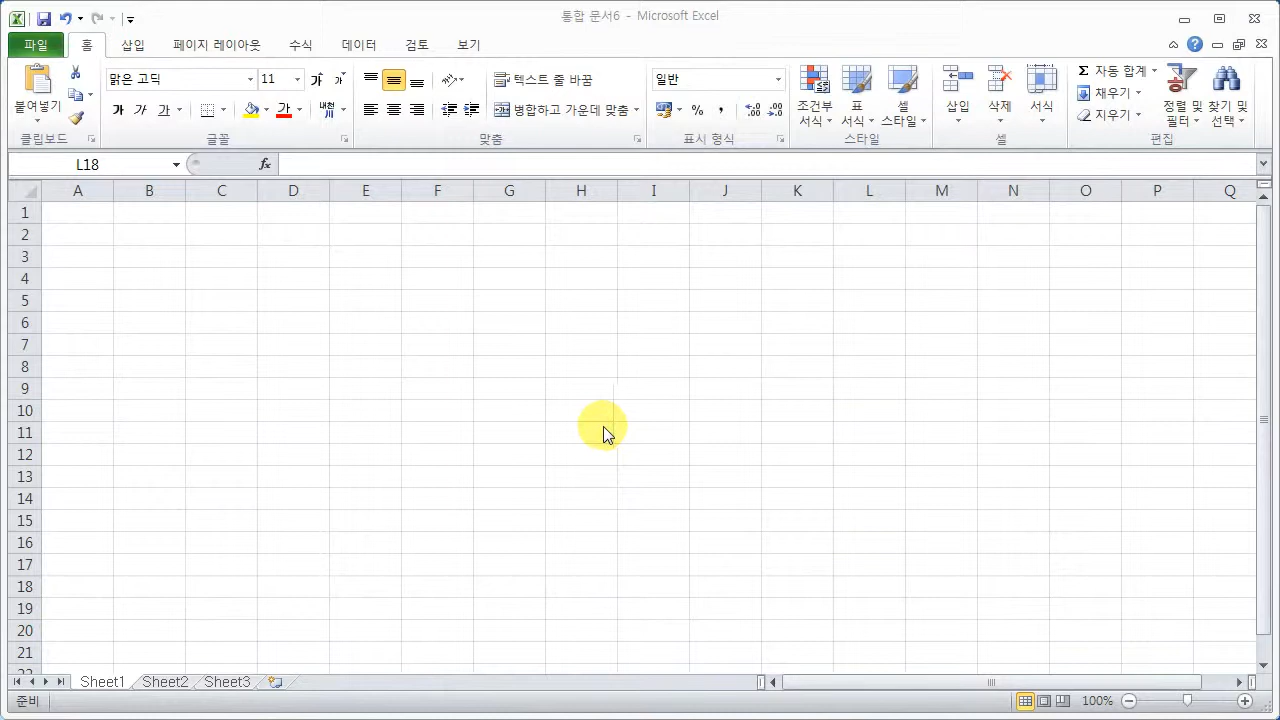 통합 문서6 - Microsoft Excel
파일 홈 삽입 페이지 레이아웃 수식 데이터 검토 보기
붙여넣기
클립보드
맑은 고딕 11
가 가 가 가 내천
글꼴
텍스트 줄 바꿈
병합하고 가운데 맞춤
맞춤
일반
% ,
표시 형식
조건부 서식 표 서식 셀 스타일
스타일
삽입 삭제 서식
셀
Σ 자동 합계
채우기
지우기
정렬 및 필터 찾기 및 선택
편집
L18 fx
A B C D E F G H I J K L M N O P Q
1
2
3
4
5
6
7
8
9
10
11
12
13
14
15
16
17
18
19
20
21
22
Sheet1 Sheet2 Sheet3
준비 100%